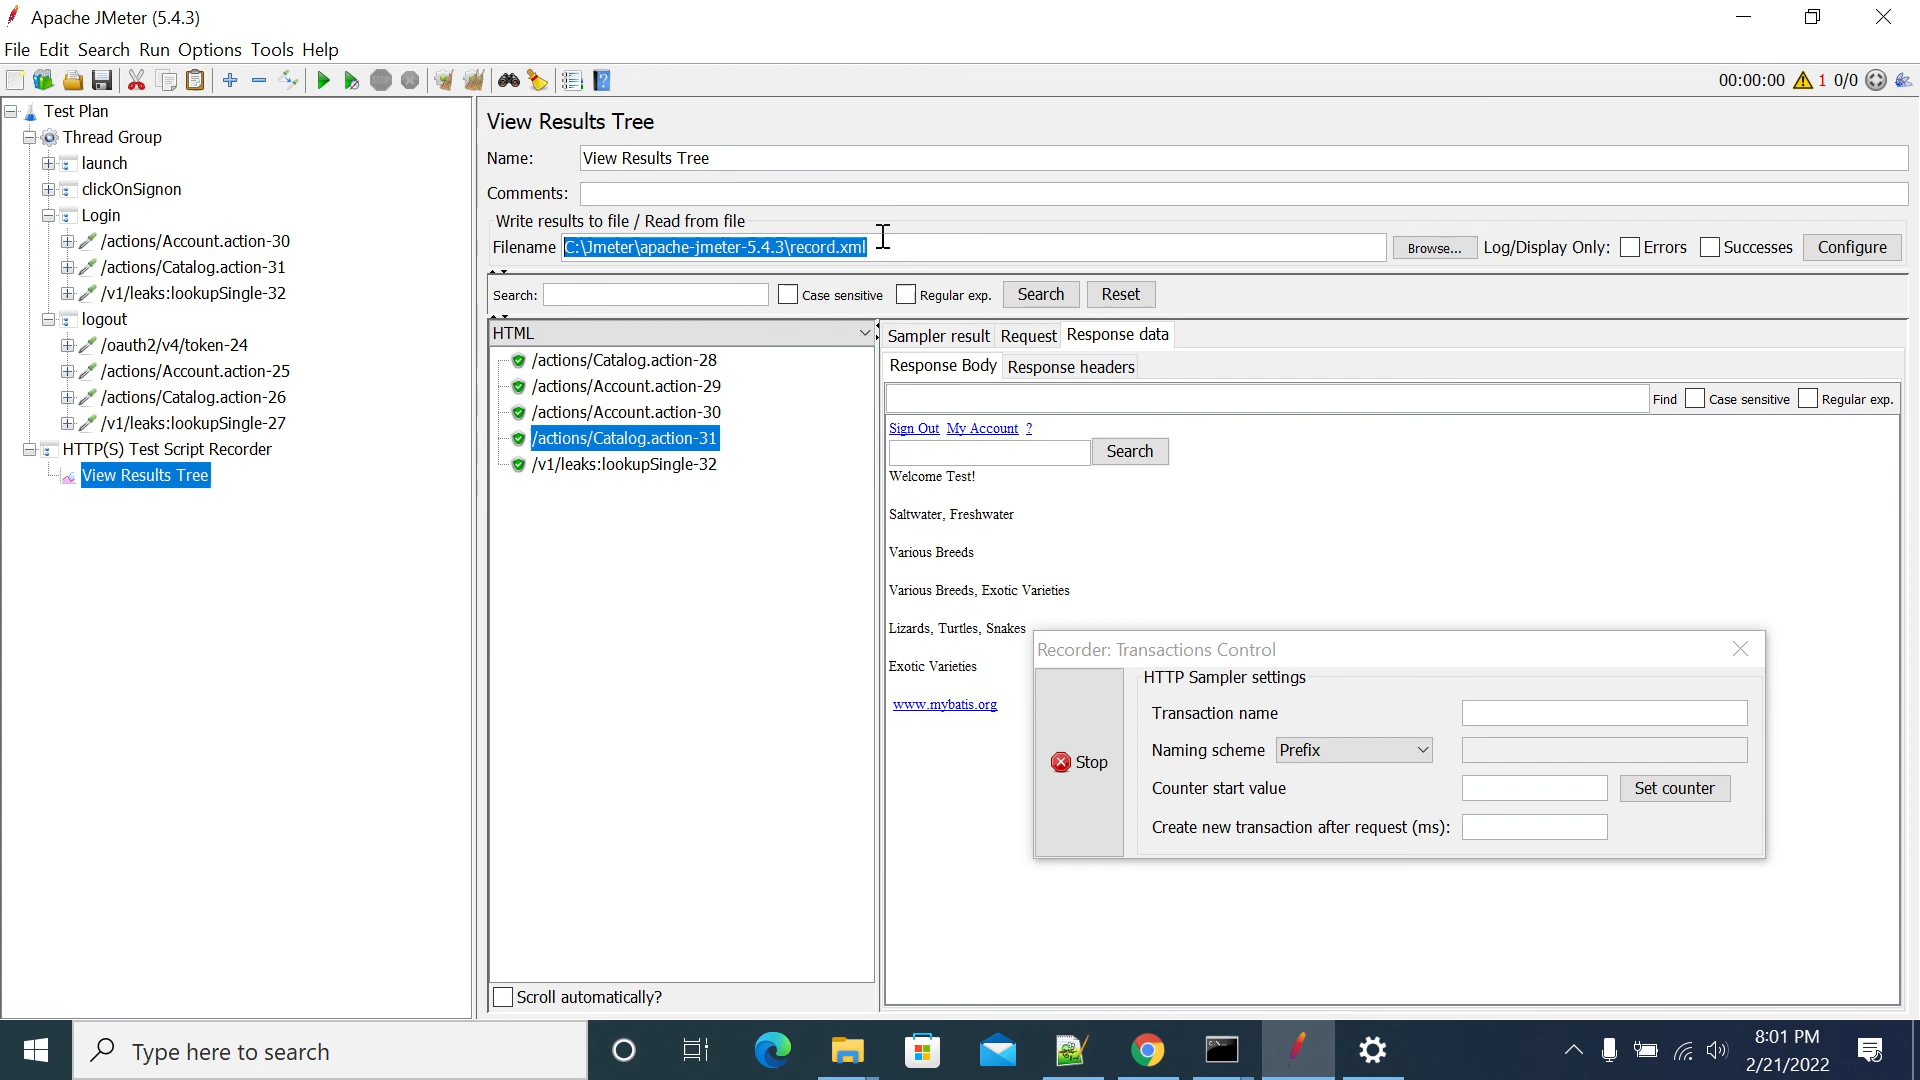 Apache JMeter (5.4.3)
File Edit Search Run Options Tools Help
00:00:00 1 0/0
Test Plan
Thread Group
launch
clickOnSignon
Login
/actions/Account.action-30
/actions/Catalog.action-31
/v1/leaks:lookupSingle-32
logout
/oauth2/v4/token-24
/actions/Account.action-25
/actions/Catalog.action-26
/v1/leaks:lookupSingle-27
HTTP(S) Test Script Recorder
View Results Tree
View Results Tree
Name: View Results Tree
Comments:
Write results to file / Read from file
Filename C:\Jmeter\apache-jmeter-5.4.3\record.xml Browse... Log/Display Only: Errors Successes Configure
Search: Case sensitive Regular exp. Search Reset
HTML
/actions/Catalog.action-28
/actions/Account.action-29
/actions/Account.action-30
/actions/Catalog.action-31
/v1/leaks:lookupSingle-32
Scroll automatically?
Sampler result Request Response data
Response Body Response headers
Find Case sensitive Regular exp.
Sign Out My Account ?
Search
Welcome Test!
Saltwater, Freshwater
Various Breeds
Various Breeds, Exotic Varieties
Lizards, Turtles, Snakes
Exotic Varieties
www.mybatis.org
Recorder: Transactions Control
Stop
HTTP Sampler settings
Transaction name
Naming scheme Prefix
Counter start value Set counter
Create new transaction after request (ms):
Type here to search
8:01 PM
2/21/2022